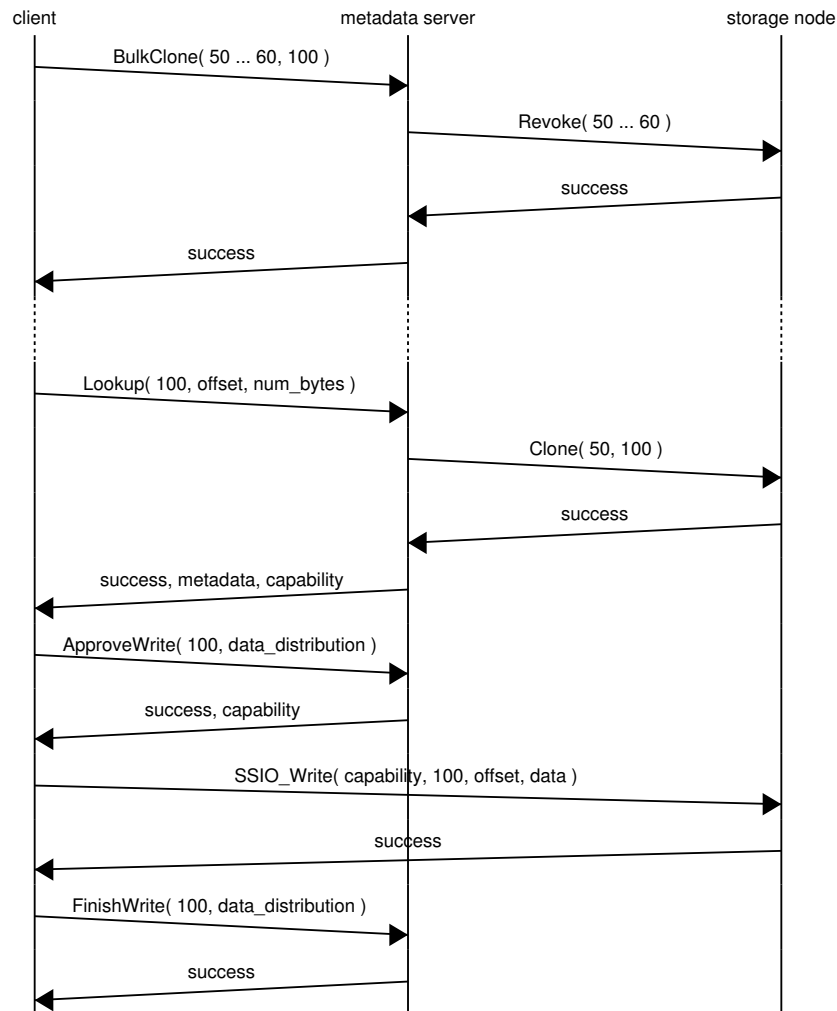 client metadata server storage node
BulkClone( 50 ... 60, 100 )
Revoke( 50 ... 60 )
success
success
Lookup( 100, offset, num_bytes )
Clone( 50, 100 )
success
success, metadata, capability
ApproveWrite( 100, data_distribution )
success, capability
SSIO_Write( capability, 100, offset, data )
success
FinishWrite( 100, data_distribution )
success